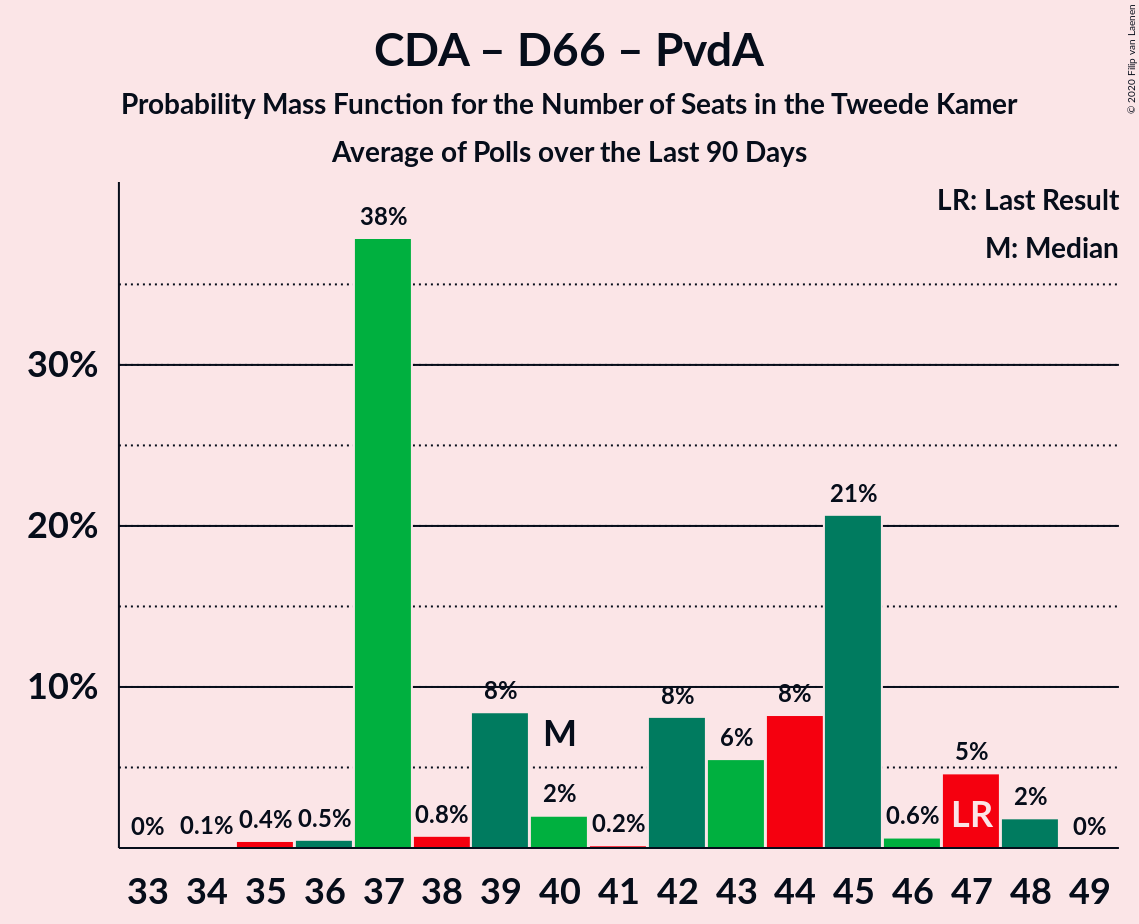 CDA – D66 – PvdA
Probability Mass Function for the Number of Seats in the Tweede Kamer
Average of Polls over the Last 90 Days
© 2020 Filip van Laenen
LR: Last Result
M: Median
38%
30%
21%
20%
10%
8%
8%
8%
M
6%
5%
2%
LR
2%
0%
0.1%
0.4%
0.5%
0.8%
0.2%
0.6%
0%
33 34 35 36 37 38 39 40 41 42 43 44 45 46 47 48 49